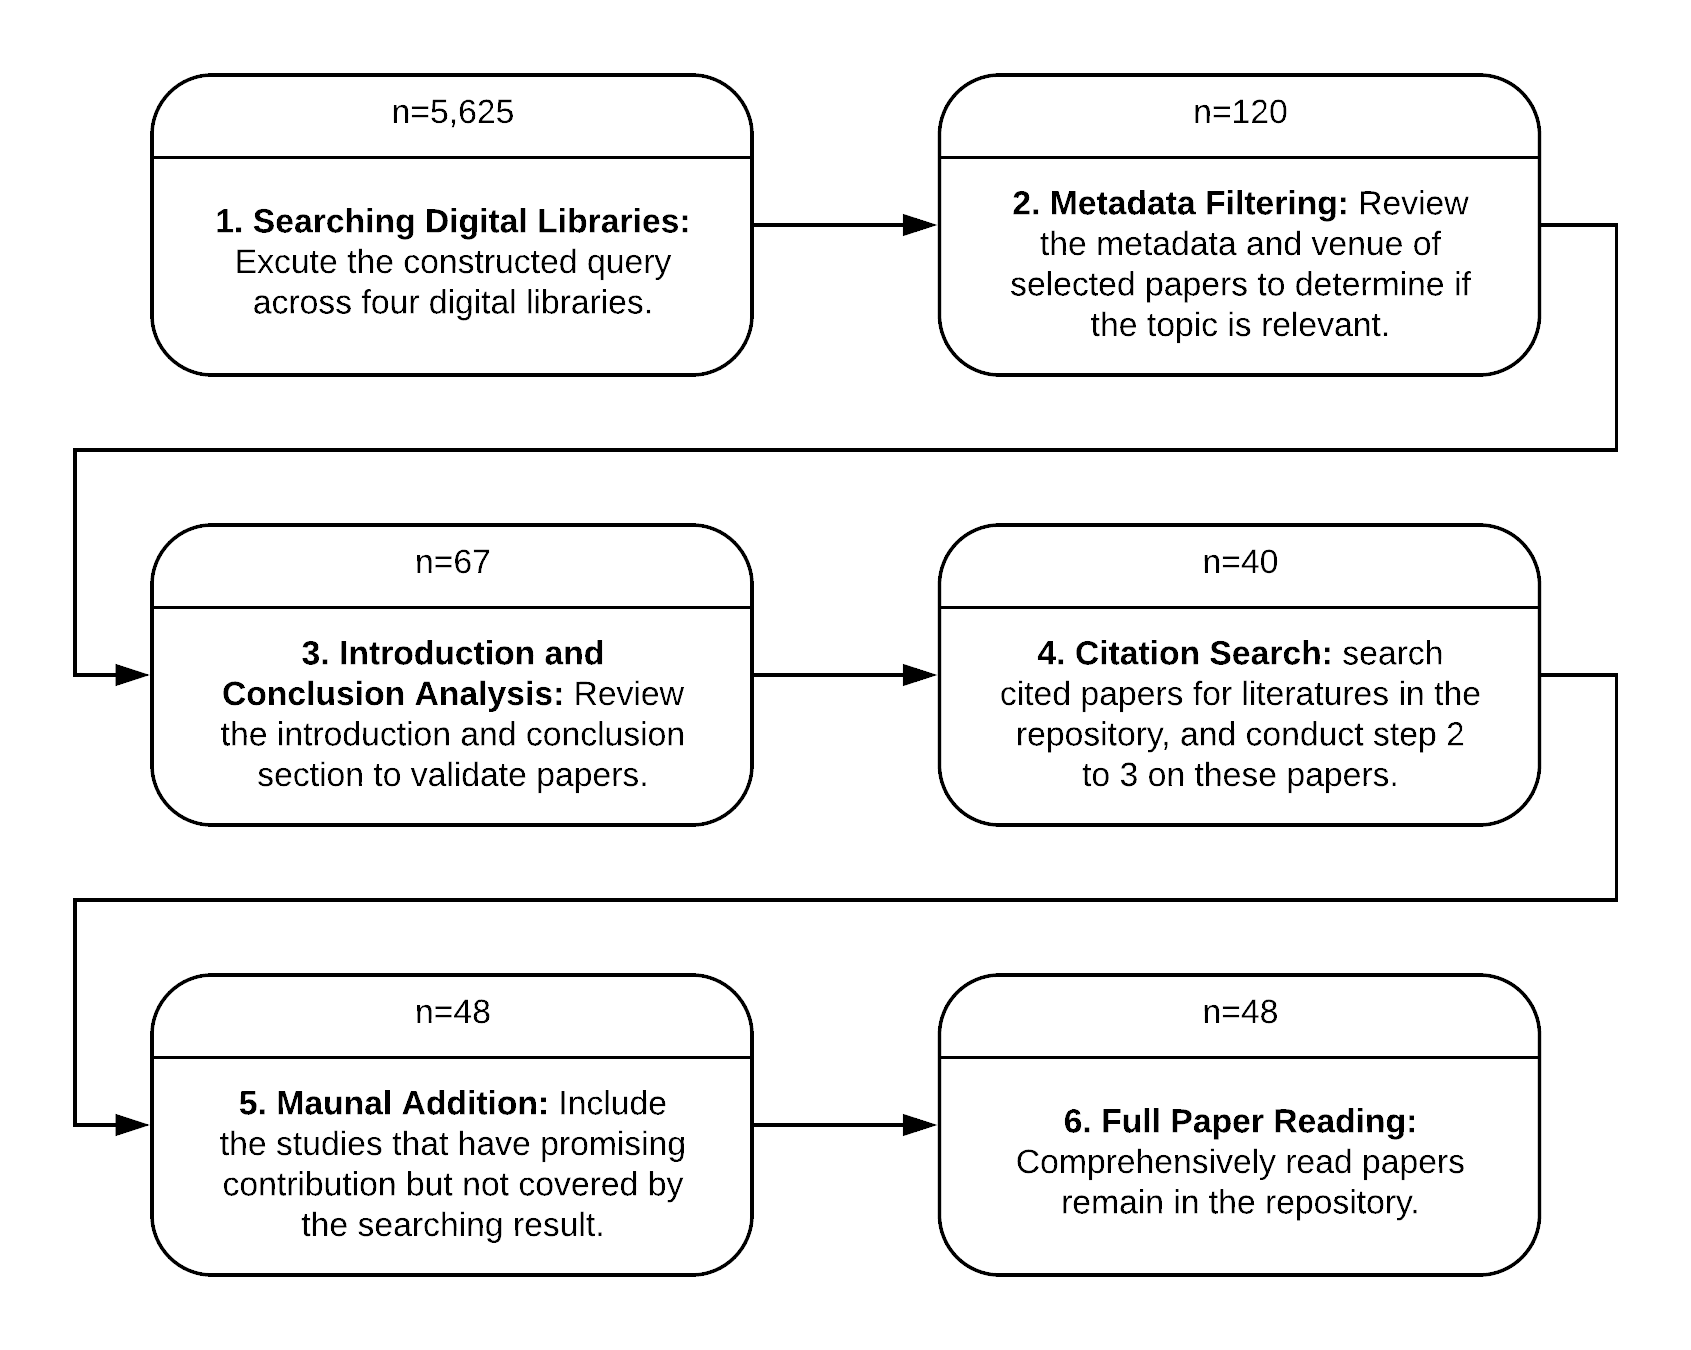 n=5,625
1. Searching Digital Libraries:
Excute the constructed query
across four digital libraries.
n=120
2. Metadata Filtering: Review
the metadata and venue of
selected papers to determine if
the topic is relevant.
n=67
3. Introduction and
Conclusion Analysis: Review
the introduction and conclusion
section to validate papers.
n=40
4. Citation Search: search
cited papers for literatures in the
repository, and conduct step 2
to 3 on these papers.
n=48
5. Maunal Addition: Include
the studies that have promising
contribution but not covered by
the searching result.
n=48
6. Full Paper Reading:
Comprehensively read papers
remain in the repository.